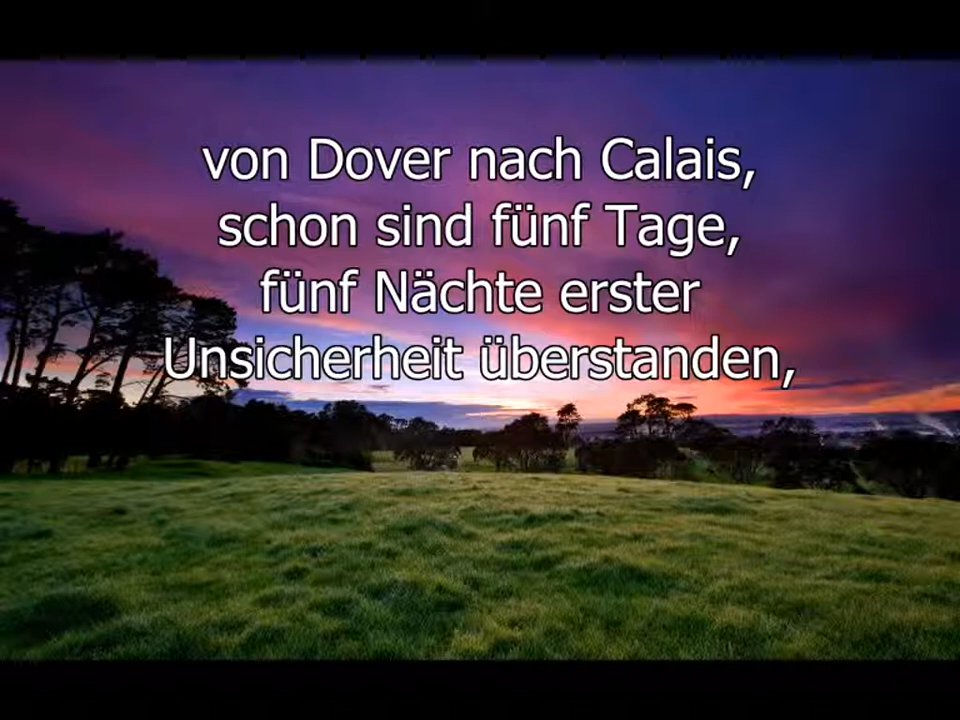 von Dover nach Calais,
schon sind fünf Tage,
fünf Nächte erster
Unsicherheit überstanden,